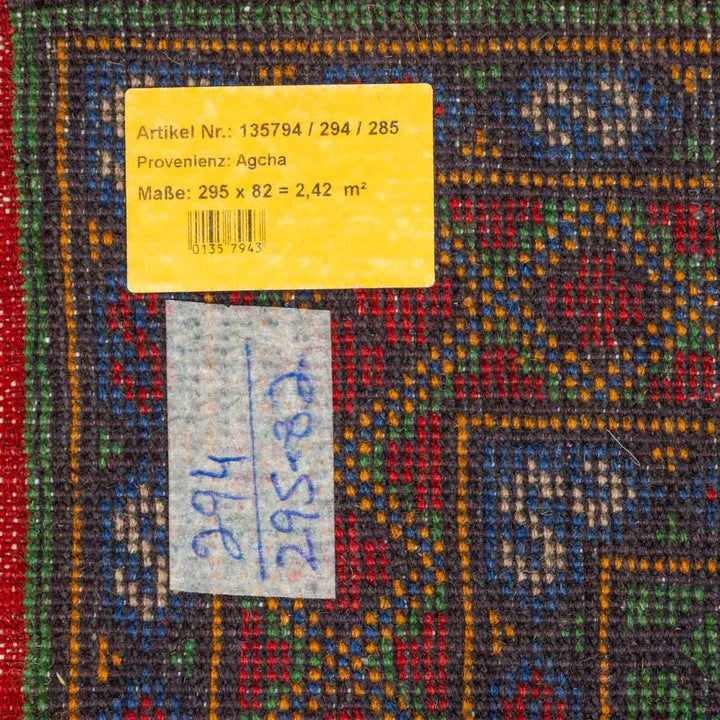 Artikel Nr.: 135794 / 294 / 285
Provenienz: Agcha
Maße: 295 x 82 = 2,42 m²
0135 7943
294
295-82